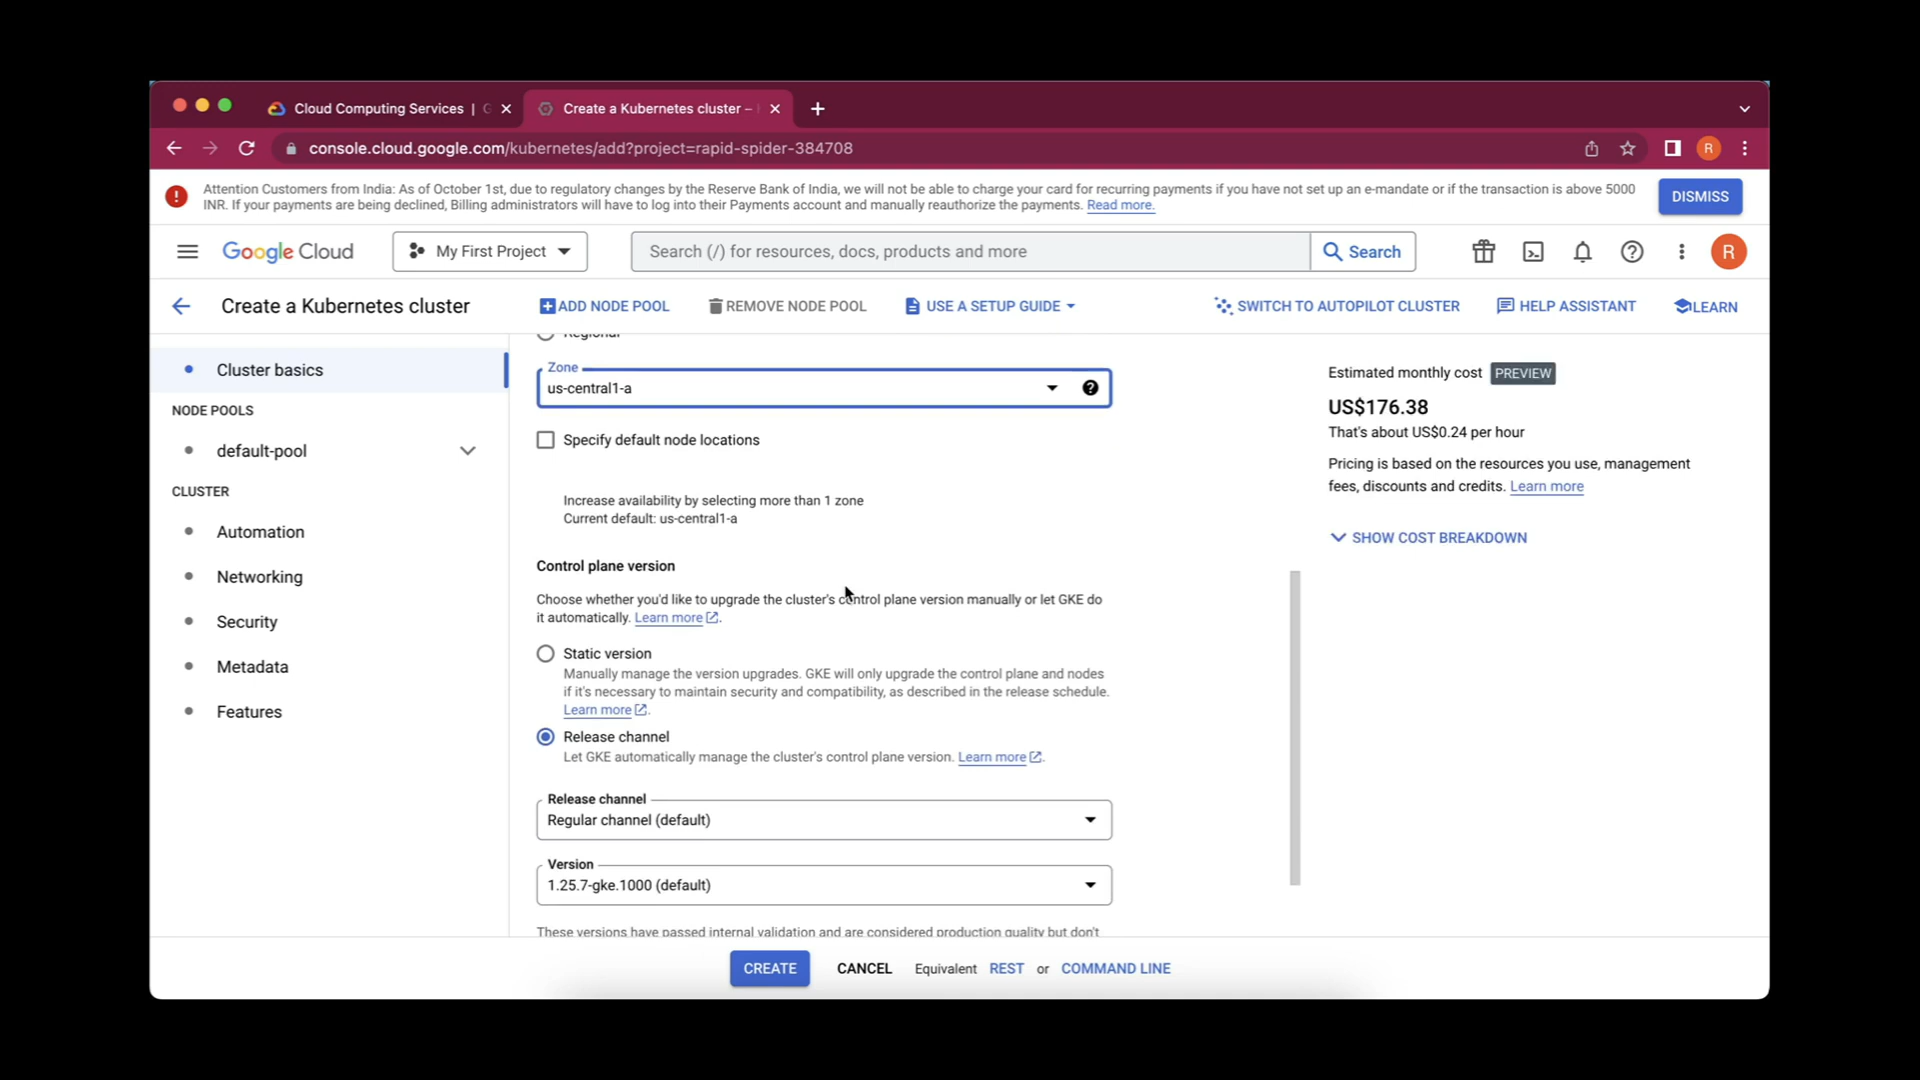 Cloud Computing Services | G
Create a Kubernetes cluster –
console.cloud.google.com/kubernetes/add?project=rapid-spider-384708
R
Attention Customers from India: As of October 1st, due to regulatory changes by the Reserve Bank of India, we will not be able to charge your card for recurring payments if you have not set up an e-mandate or if the transaction is above 5000
INR. If your payments are being declined, Billing administrators will have to log into their Payments account and manually reauthorize the payments. Read more.
DISMISS
Google Cloud
My First Project
Search (/) for resources, docs, products and more
Search
R
Create a Kubernetes cluster
ADD NODE POOL
REMOVE NODE POOL
USE A SETUP GUIDE
SWITCH TO AUTOPILOT CLUSTER
HELP ASSISTANT
LEARN
Cluster basics
NODE POOLS
default-pool
CLUSTER
Automation
Networking
Security
Metadata
Features
Regional
Zone
us-central1-a
Specify default node locations
Increase availability by selecting more than 1 zone
Current default: us-central1-a
Control plane version
Choose whether you'd like to upgrade the cluster's control plane version manually or let GKE do
it automatically. Learn more.
Static version
Manually manage the version upgrades. GKE will only upgrade the control plane and nodes
if it's necessary to maintain security and compatibility, as described in the release schedule.
Learn more.
Release channel
Let GKE automatically manage the cluster's control plane version. Learn more.
Release channel
Regular channel (default)
Version
1.25.7-gke.1000 (default)
These versions have passed internal validation and are considered production quality but don't
Estimated monthly cost PREVIEW
US$176.38
That's about US$0.24 per hour
Pricing is based on the resources you use, management
fees, discounts and credits. Learn more
SHOW COST BREAKDOWN
CREATE
CANCEL
Equivalent REST or COMMAND LINE